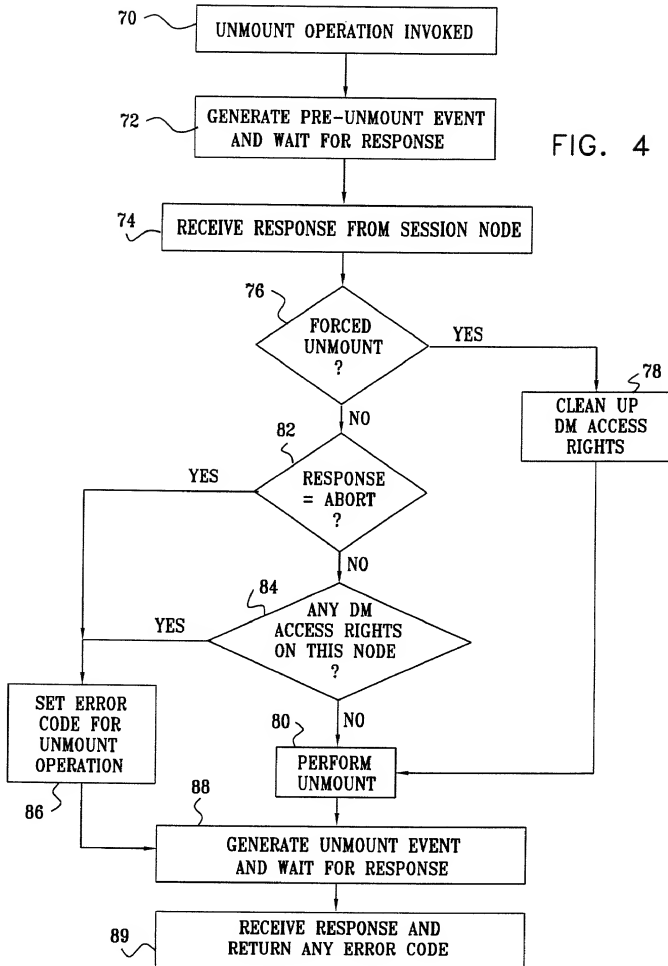 70
UNMOUNT OPERATION INVOKED
72
GENERATE PRE-UNMOUNT EVENT
AND WAIT FOR RESPONSE
FIG. 4
74
RECEIVE RESPONSE FROM SESSION NODE
76
FORCED
UNMOUNT
?
YES
78
CLEAN UP
DM ACCESS
RIGHTS
NO
82
RESPONSE
= ABORT
?
YES
NO
84
ANY DM
ACCESS RIGHTS
ON THIS NODE
?
YES
SET ERROR
CODE FOR
UNMOUNT
OPERATION
86
NO
80
PERFORM
UNMOUNT
88
GENERATE UNMOUNT EVENT
AND WAIT FOR RESPONSE
89
RECEIVE RESPONSE AND
RETURN ANY ERROR CODE